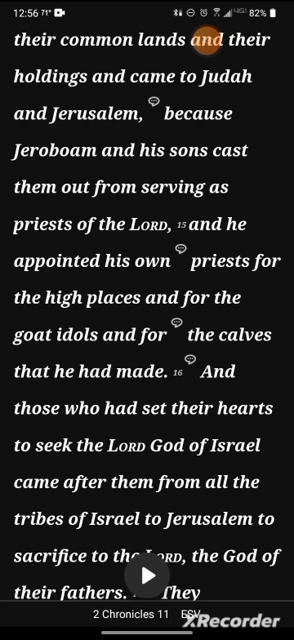 12:56 71° 82%
their common lands and their
holdings and came to Judah
and Jerusalem, because
Jeroboam and his sons cast
them out from serving as
priests of the LORD, 15 and he
appointed his own priests for
the high places and for the
goat idols and for the calves
that he had made. 16 And
those who had set their hearts
to seek the LORD God of Israel
came after them from all the
tribes of Israel to Jerusalem to
sacrifice to the LORD, the God of
their fathers. They
2 Chronicles 11 ESV
XRecorder